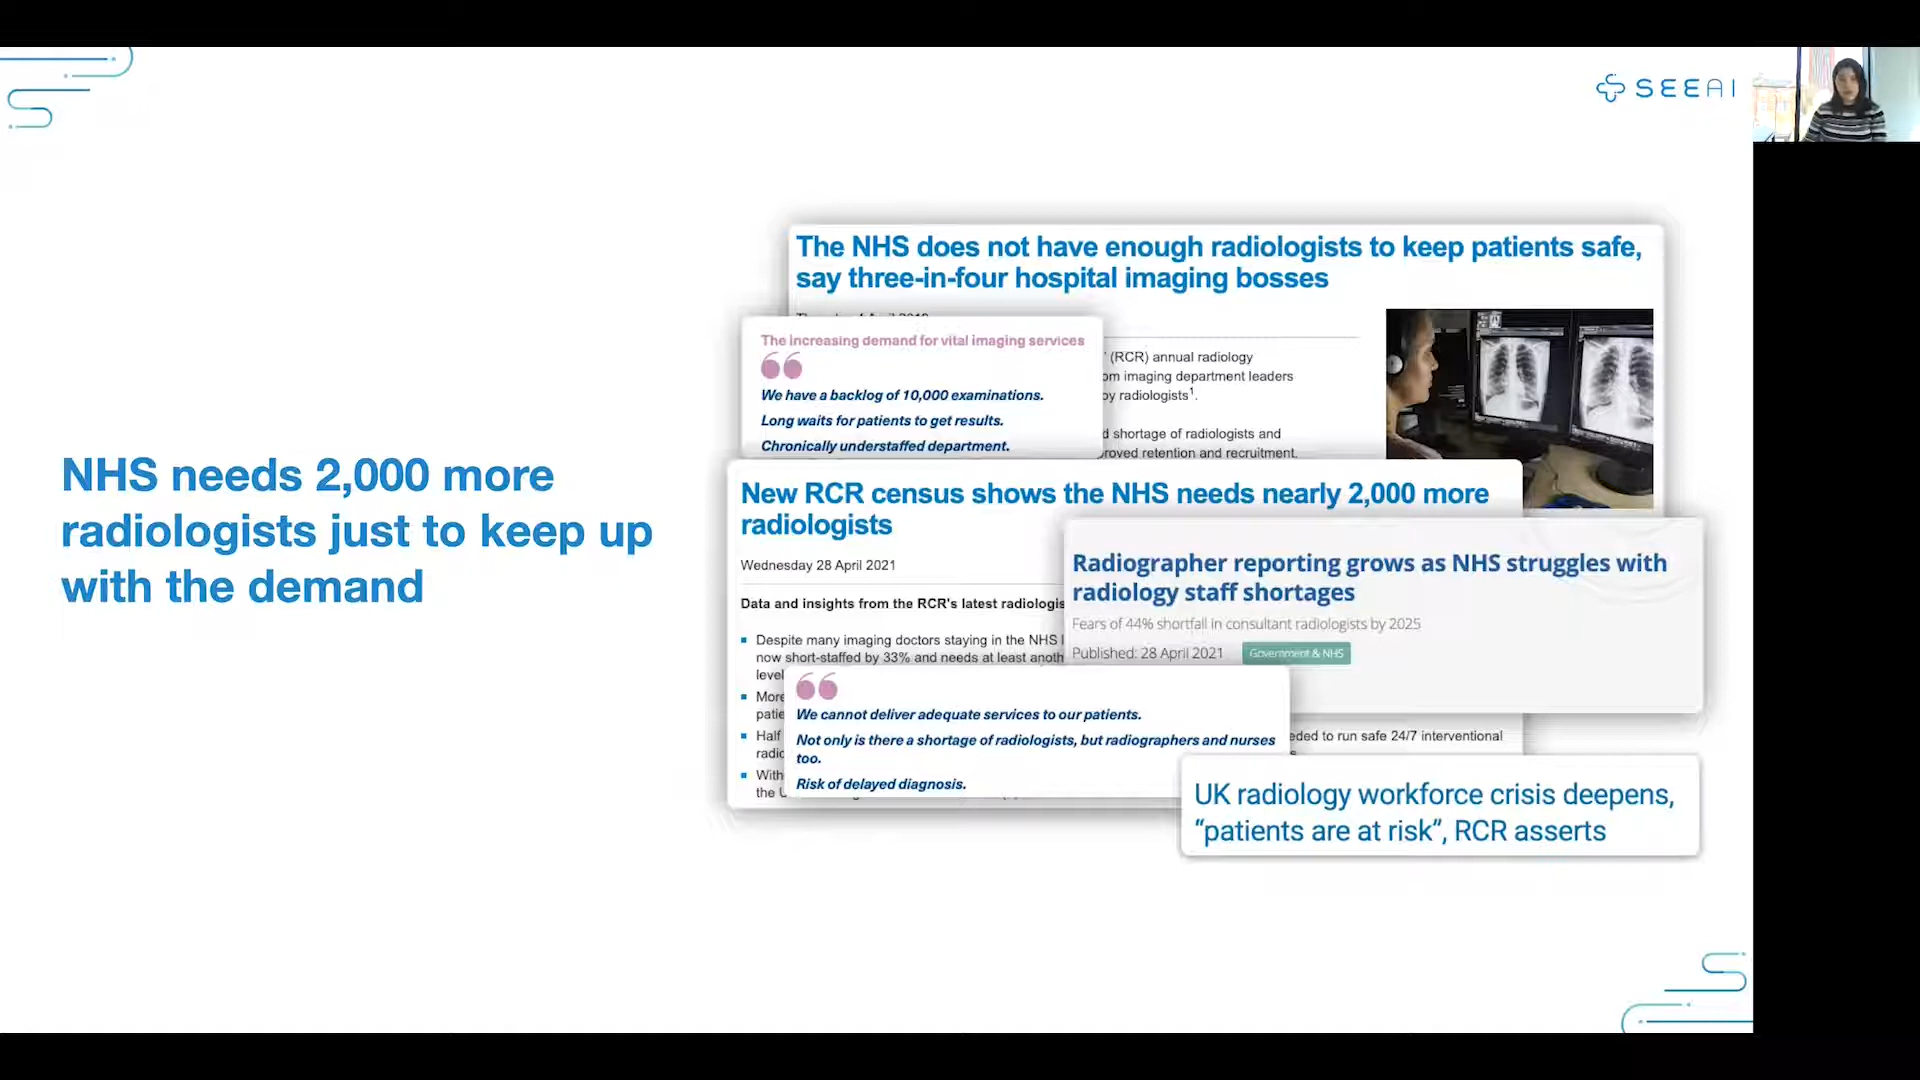 SEEAI
NHS needs 2,000 more
radiologists just to keep up
with the demand
The NHS does not have enough radiologists to keep patients safe,
say three-in-four hospital imaging bosses
The increasing demand for vital imaging services
We have a backlog of 10,000 examinations.
Long waits for patients to get results.
Chronically understaffed department.
(RCR) annual radiology
imaging department leaders
by radiologists¹.
shortage of radiologists and
retention and recruitment.
New RCR census shows the NHS needs nearly 2,000 more
radiologists
Wednesday 28 April 2021
Data and insights from the RCR's latest
Despite many imaging doctors staying in the NHS
now short-staffed by 33% and needs at least
level
More
Half
With
the
Radiographer reporting grows as NHS struggles with
radiology staff shortages
Fears of 44% shortfall in consultant radiologists by 2025
Published: 28 April 2021 Government & NHS
We cannot deliver adequate services to our patients.
Not only is there a shortage of radiologists, but radiographers and nurses
too.
Risk of delayed diagnosis.
to run safe 24/7 interventional
UK radiology workforce crisis deepens,
“patients are at risk”, RCR asserts